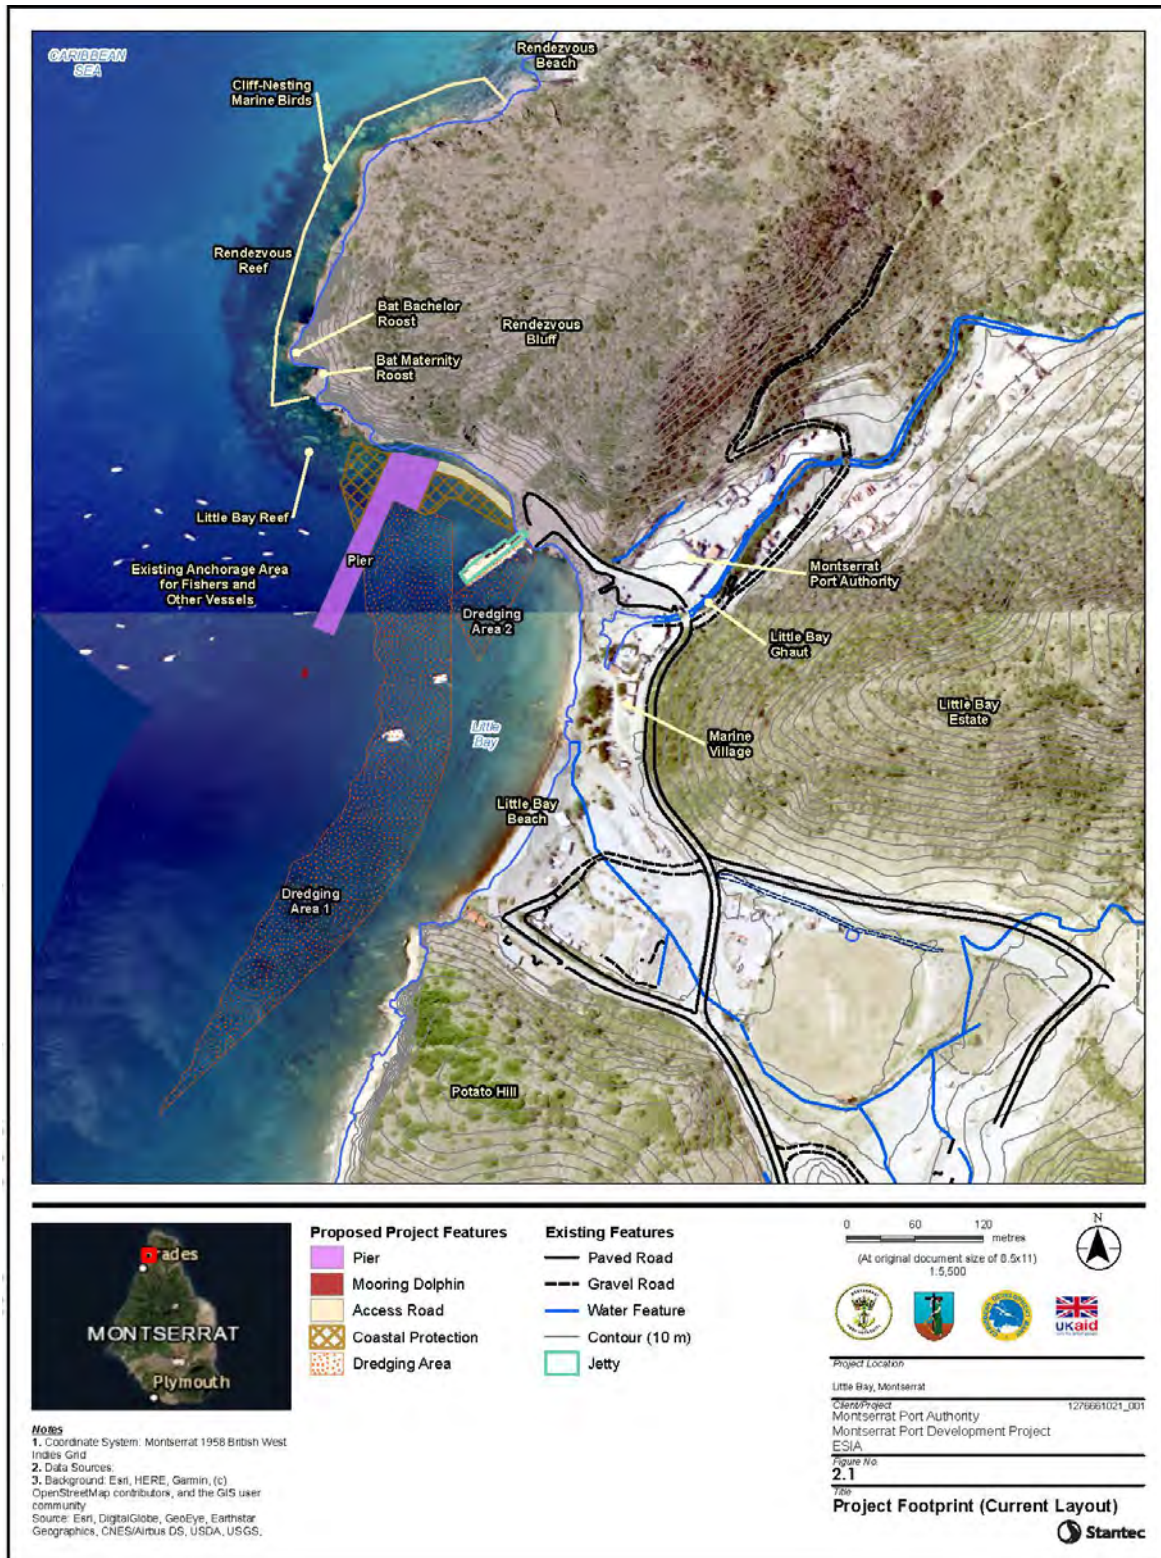 CARIBBEAN
SEA
Rendezvous
Beach
Cliff-Nesting
Marine Birds
Rendezvous
Reef
Bat Bachelor
Roost
Rendezvous
Bluff
Bat Maternity
Roost
Little Bay Reef
Pier
Existing Anchorage Area
for Fishers and
Other Vessels
Montserrat
Port Authority
Dredging
Area 2
Little Bay
Ghaut
Little Bay
Estate
Little
Bay
Marine
Village
Little Bay
Beach
Dredging
Area 1
Potato Hill
Brades
MONTSERRAT
Plymouth
Proposed Project Features
Pier
Mooring Dolphin
Access Road
Coastal Protection
Dredging Area
Existing Features
Paved Road
Gravel Road
Water Feature
Contour (10 m)
Jetty
0 60 120
metres
(At original document size of 8.5x11)
1:5,500
N
UKaid
Project Location
Little Bay, Montserrat
Client/Project 1276661021_001
Montserrat Port Authority
Montserrat Port Development Project
ESIA
Figure No.
2.1
Title
Project Footprint (Current Layout)
Stantec
Notes
1. Coordinate System: Montserrat 1958 British West
Indies Grid
2. Data Sources:
3. Background: Esri, HERE, Garmin, (c)
OpenStreetMap contributors, and the GIS user
community
Source: Esri, DigitalGlobe, GeoEye, Earthstar
Geographics, CNES/Airbus DS, USDA, USGS,